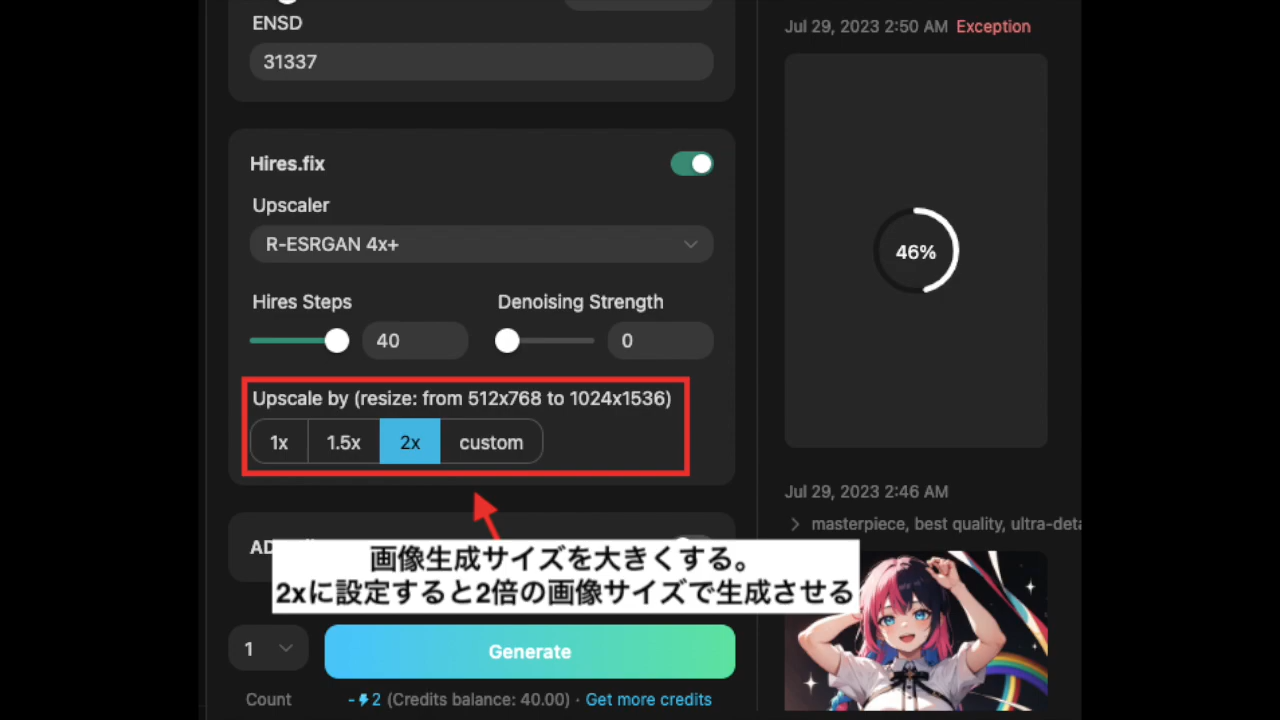 ENSD
31337
Hires.fix
Upscaler
R-ESRGAN 4x+
Hires Steps
Denoising Strength
40
0
Upscale by (resize: from 512x768 to 1024x1536)
1x
1.5x
2x
custom
画像生成サイズを大きくする。
2xに設定すると2倍の画像サイズで生成させる
1
Generate
Count
-2 (Credits balance: 40.00) · Get more credits
Jul 29, 2023 2:50 AM Exception
46%
Jul 29, 2023 2:46 AM
masterpiece, best quality, ultra-deta